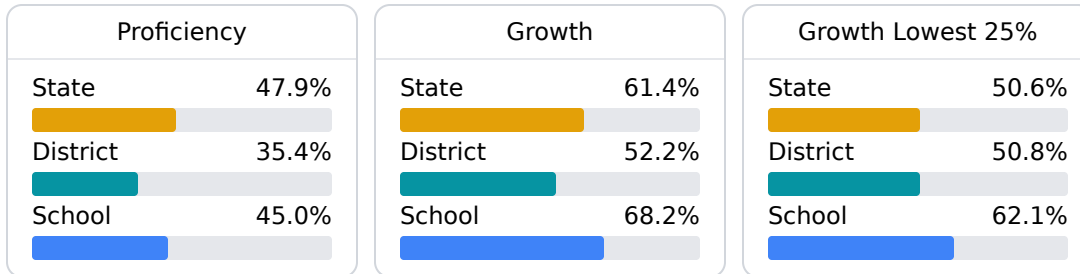 Proficiency
State 47.9%
District 35.4%
School 45.0%
Growth
State 61.4%
District 52.2%
School 68.2%
Growth Lowest 25%
State 50.6%
District 50.8%
School 62.1%